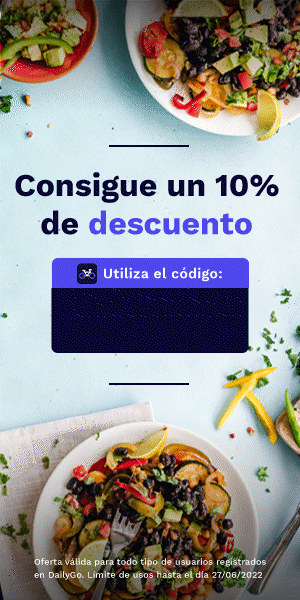 Consigue un 10%
de descuento
Utiliza el código:
Oferta válida para todo tipo de usuarios registrados
en DailyGo. Límite de usos hasta el día 27/06/2022